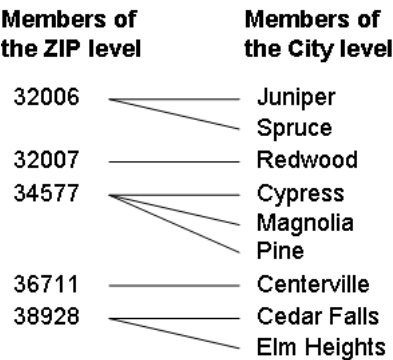 Members of the ZIP level
Members of the City level
32006
Juniper
Spruce
32007
Redwood
34577
Cypress
Magnolia
Pine
36711
Centerville
38928
Cedar Falls
Elm Heights